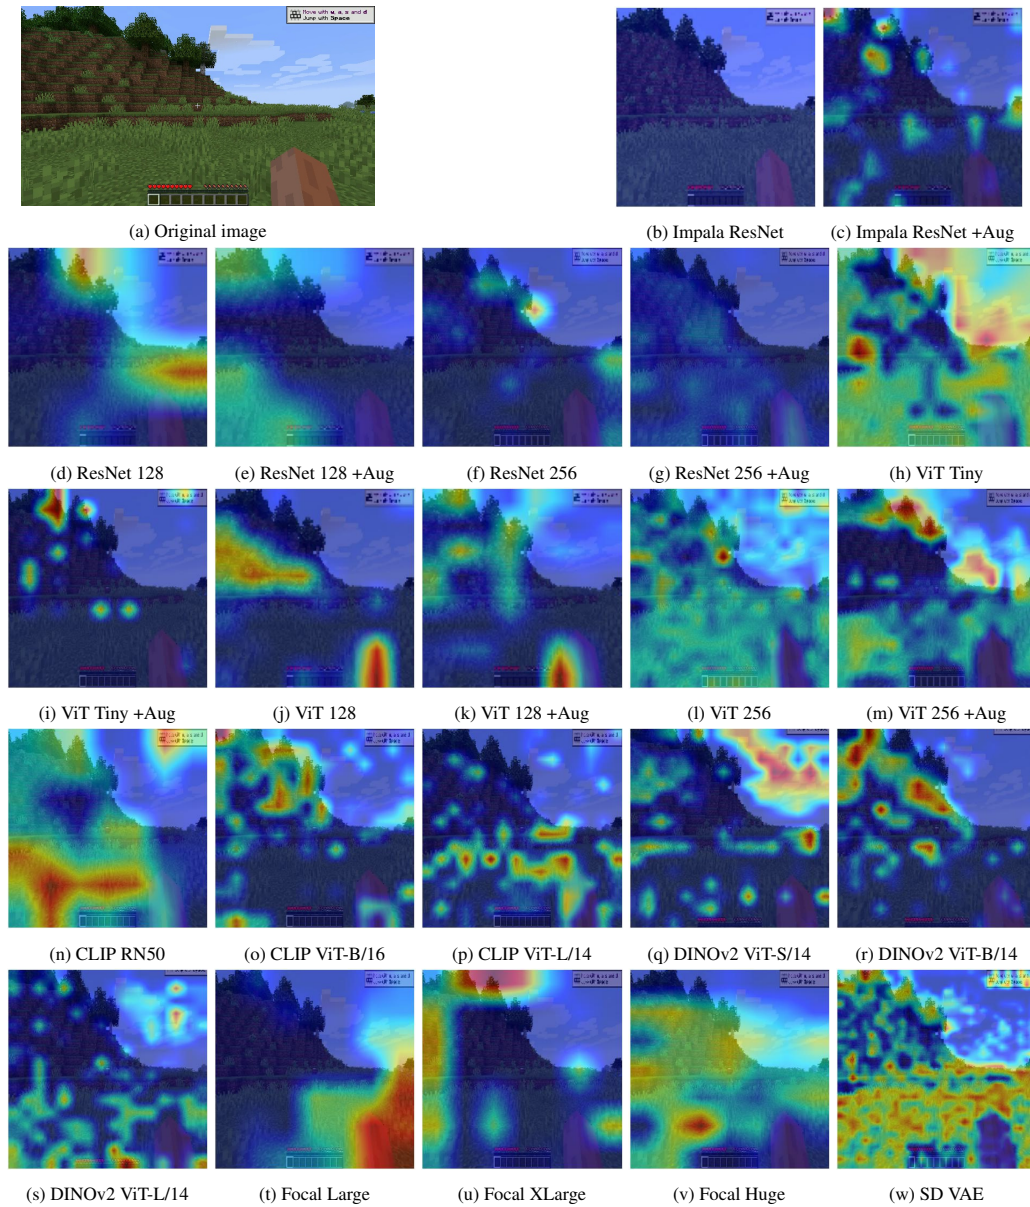 Move with w, a, s and d
Jump with Space
(a) Original image
(b) Impala ResNet
(c) Impala ResNet +Aug
(d) ResNet 128
(e) ResNet 128 +Aug
(f) ResNet 256
(g) ResNet 256 +Aug
(h) ViT Tiny
(i) ViT Tiny +Aug
(j) ViT 128
(k) ViT 128 +Aug
(l) ViT 256
(m) ViT 256 +Aug
(n) CLIP RN50
(o) CLIP ViT-B/16
(p) CLIP ViT-L/14
(q) DINOv2 ViT-S/14
(r) DINOv2 ViT-B/14
(s) DINOv2 ViT-L/14
(t) Focal Large
(u) Focal XLarge
(v) Focal Huge
(w) SD VAE